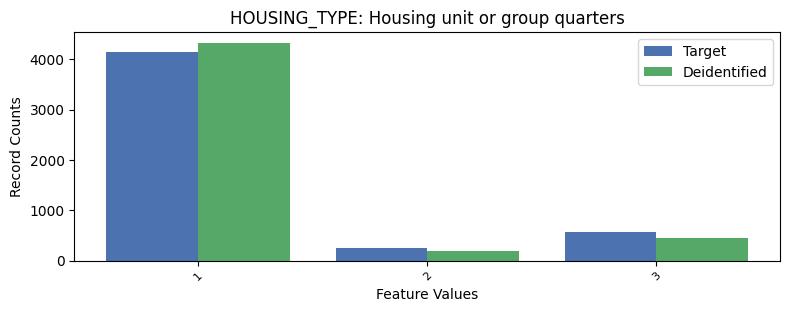 HOUSING_TYPE: Housing unit or group quarters
Target
Deidentified
Record Counts
4000
3000
2000
1000
0
1
2
3
Feature Values